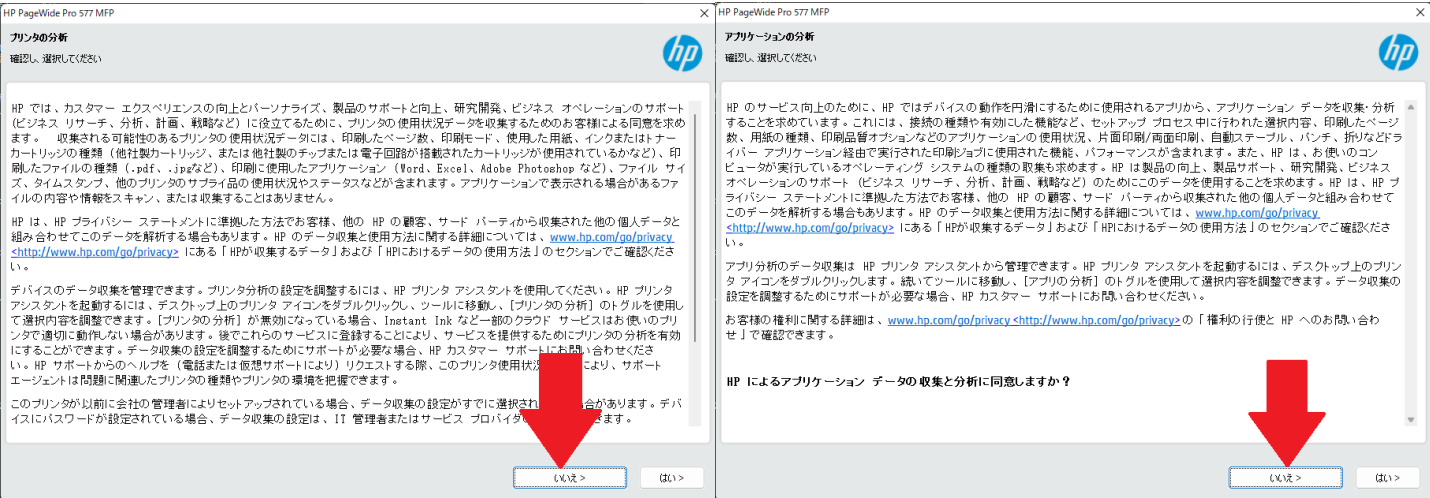 HP PageWide Pro 577 MFP
プリンタの分析
確認し、選択してください
hp
HP では、カスタマー エクスペリエンスの向上とパーソナライズ、製品のサポートと向上、研究開発、ビジネス オペレーションのサポート
(ビジネス リサーチ、分析、計画、戦略など) に役立てるために、プリンタの使用状況データを収集するためのお客様による同意を求め
ます。 収集される可能性のあるプリンタの使用状況データには、印刷したページ数、印刷モード、使用した用紙、インクまたはトナー
カートリッジの種類 (他社製カートリッジ、または他社製のチップまたは電子回路が搭載されたカートリッジが使用されているかなど)、印
刷したファイルの種類 (.pdf、.jpgなど)、印刷に使用したアプリケーション (Word、Excel、Adobe Photoshop など)、ファイル サイ
ズ、タイムスタンプ、他のプリンタのサプライ品の使用状況やステータスなどが含まれます。アプリケーションで表示される場合があるファ
イルの内容や情報をスキャン、または収集することはありません。
HP は、HP プライバシー ステートメントに準拠した方法でお客様、他の HP の顧客、サード パーティから収集された他の個人データと
組み合わせてこのデータを解析する場合もあります。HP のデータ収集と使用方法に関する詳細については、www.hp.com/go/privacy
<http://www.hp.com/go/privacy> にある「HPが収集するデータ」および「HPにおけるデータの使用方法」のセクションでご確認くださ
い。
デバイスのデータ収集を管理できます。プリンタ分析の設定を調整するには、HP プリンタ アシスタントを使用してください。HP プリンタ
アシスタントを起動するには、デスクトップ上のプリンタ アイコンをダブルクリックし、ツールに移動し、[プリンタの分析] のトグルを使用し
て選択内容を調整できます。[プリンタの分析] が無効になっている場合、Instant Ink など一部のクラウド サービスはお使いのプリ
ンタで適切に動作しない場合があります。後でこれらのサービスに登録することにより、サービスを提供するためにプリンタの分析を有効
にすることができます。データ収集の設定を調整するためにサポートが必要な場合、HP カスタマー サポートにお問い合わせくださ
い。HP サポートからのヘルプを (電話または仮想サポートにより) リクエストする際、このプリンタ使用状況 により、サポート
エージェントは問題に関連したプリンタの種類やプリンタの環境を把握できます。
このプリンタが以前に会社の管理者によりセットアップされている場合、データ収集の設定がすでに選択され 合があります。デバ
イスにパスワードが設定されている場合、データ収集の設定は、IT 管理者またはサービス プロバイダ きます。
いいえ >
はい >
HP PageWide Pro 577 MFP
アプリケーションの分析
確認し、選択してください
hp
HP のサービス向上のために、HP ではデバイスの動作を円滑にするために使用されるアプリから、アプリケーション データを収集・分析
することを求めています。これには、接続の種類や有効にした機能など、セットアップ プロセス中に行われた選択内容、印刷したページ
数、用紙の種類、印刷品質オプションなどのアプリケーションの使用状況、片面印刷/両面印刷、自動ステープル、パンチ、折りなどドラ
イバー アプリケーション経由で実行された印刷ジョブに使用された機能、パフォーマンスが含まれます。また、HP は、お使いのコン
ピュータが実行しているオペレーティング システムの種類の収集も求めます。HP は製品の向上、製品サポート、研究開発、ビジネス
オペレーションのサポート (ビジネス リサーチ、分析、計画、戦略など) のためにこのデータを使用することを求めます。HP は、HP プ
ライバシー ステートメントに準拠した方法でお客様、他の HP の顧客、サード パーティから収集された他の個人データと組み合わせて
このデータを解析する場合もあります。HP のデータ収集と使用方法に関する詳細については、www.hp.com/go/privacy
<http://www.hp.com/go/privacy> にある「HPが収集するデータ」および「HPにおけるデータの使用方法」のセクションでご確認くださ
い。
アプリ分析のデータ収集は HP プリンタ アシスタントから管理できます。HP プリンタ アシスタントを起動するには、デスクトップ上のプリン
タ アイコンをダブルクリックします。続いてツールに移動し、[アプリの分析] のトグルを使用して選択内容を調整できます。データ収集の
設定を調整するためにサポートが必要な場合、HP カスタマー サポートにお問い合わせください。
お客様の権利に関する詳細は、www.hp.com/go/privacy <http://www.hp.com/go/privacy>の「権利の行使と HP へのお問い合わ
せ」で確認できます。
HP によるアプリケーション データの収集と分析に同意しますか？
いいえ >
はい >